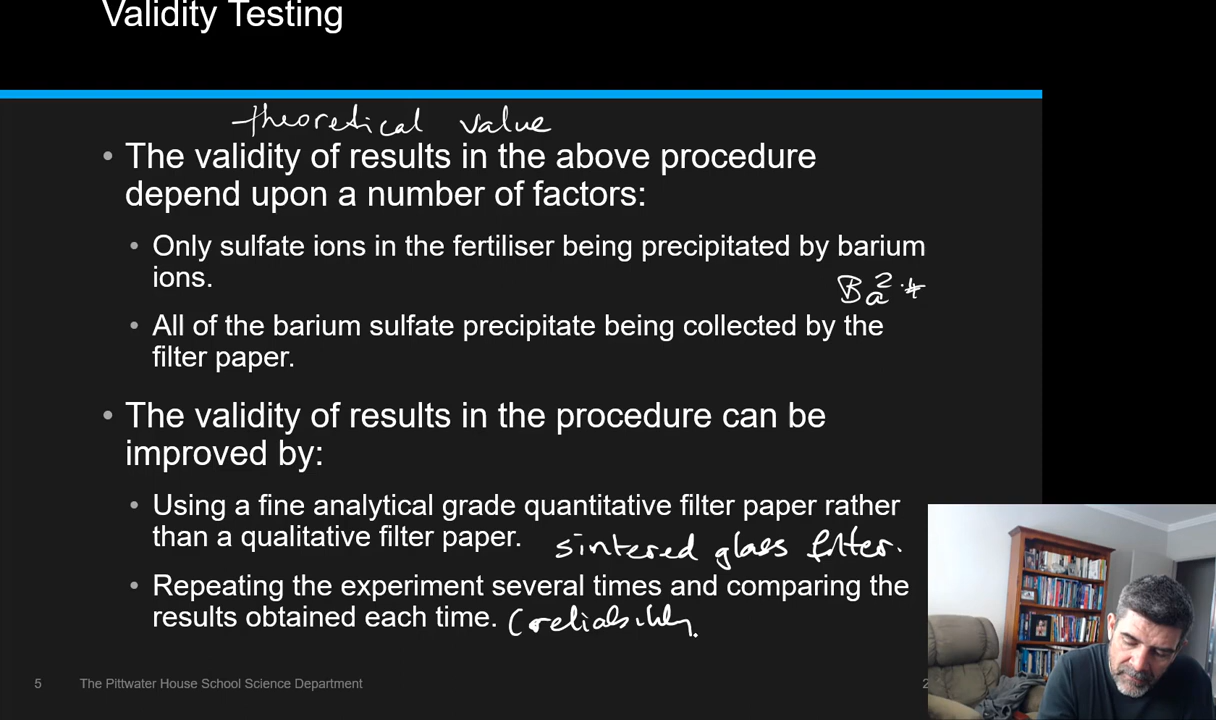 Validity Testing
theoretical value
• The validity of results in the above procedure
depend upon a number of factors:
• Only sulfate ions in the fertiliser being precipitated by barium
ions.
Ba2+
• All of the barium sulfate precipitate being collected by the
filter paper.
• The validity of results in the procedure can be
improved by:
• Using a fine analytical grade quantitative filter paper rather
than a qualitative filter paper. sintered glass filter.
• Repeating the experiment several times and comparing the
results obtained each time. (reliability
5 The Pittwater House School Science Department 2